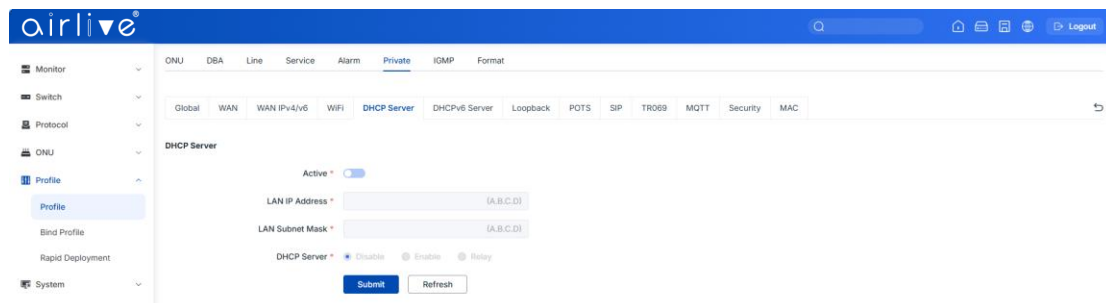 airlive®
Logout
Monitor
Switch
Protocol
ONU
Profile
Profile
Bind Profile
Rapid Deployment
System
ONU DBA Line Service Alarm Private IGMP Format
Global WAN WAN IPv4/v6 WiFi DHCP Server DHCPv6 Server Loopback POTS SIP TR069 MQTT Security MAC
DHCP Server
Active *
LAN IP Address * (A.B.C.D)
LAN Subnet Mask * (A.B.C.D)
DHCP Server * Disable Enable Relay
Submit Refresh